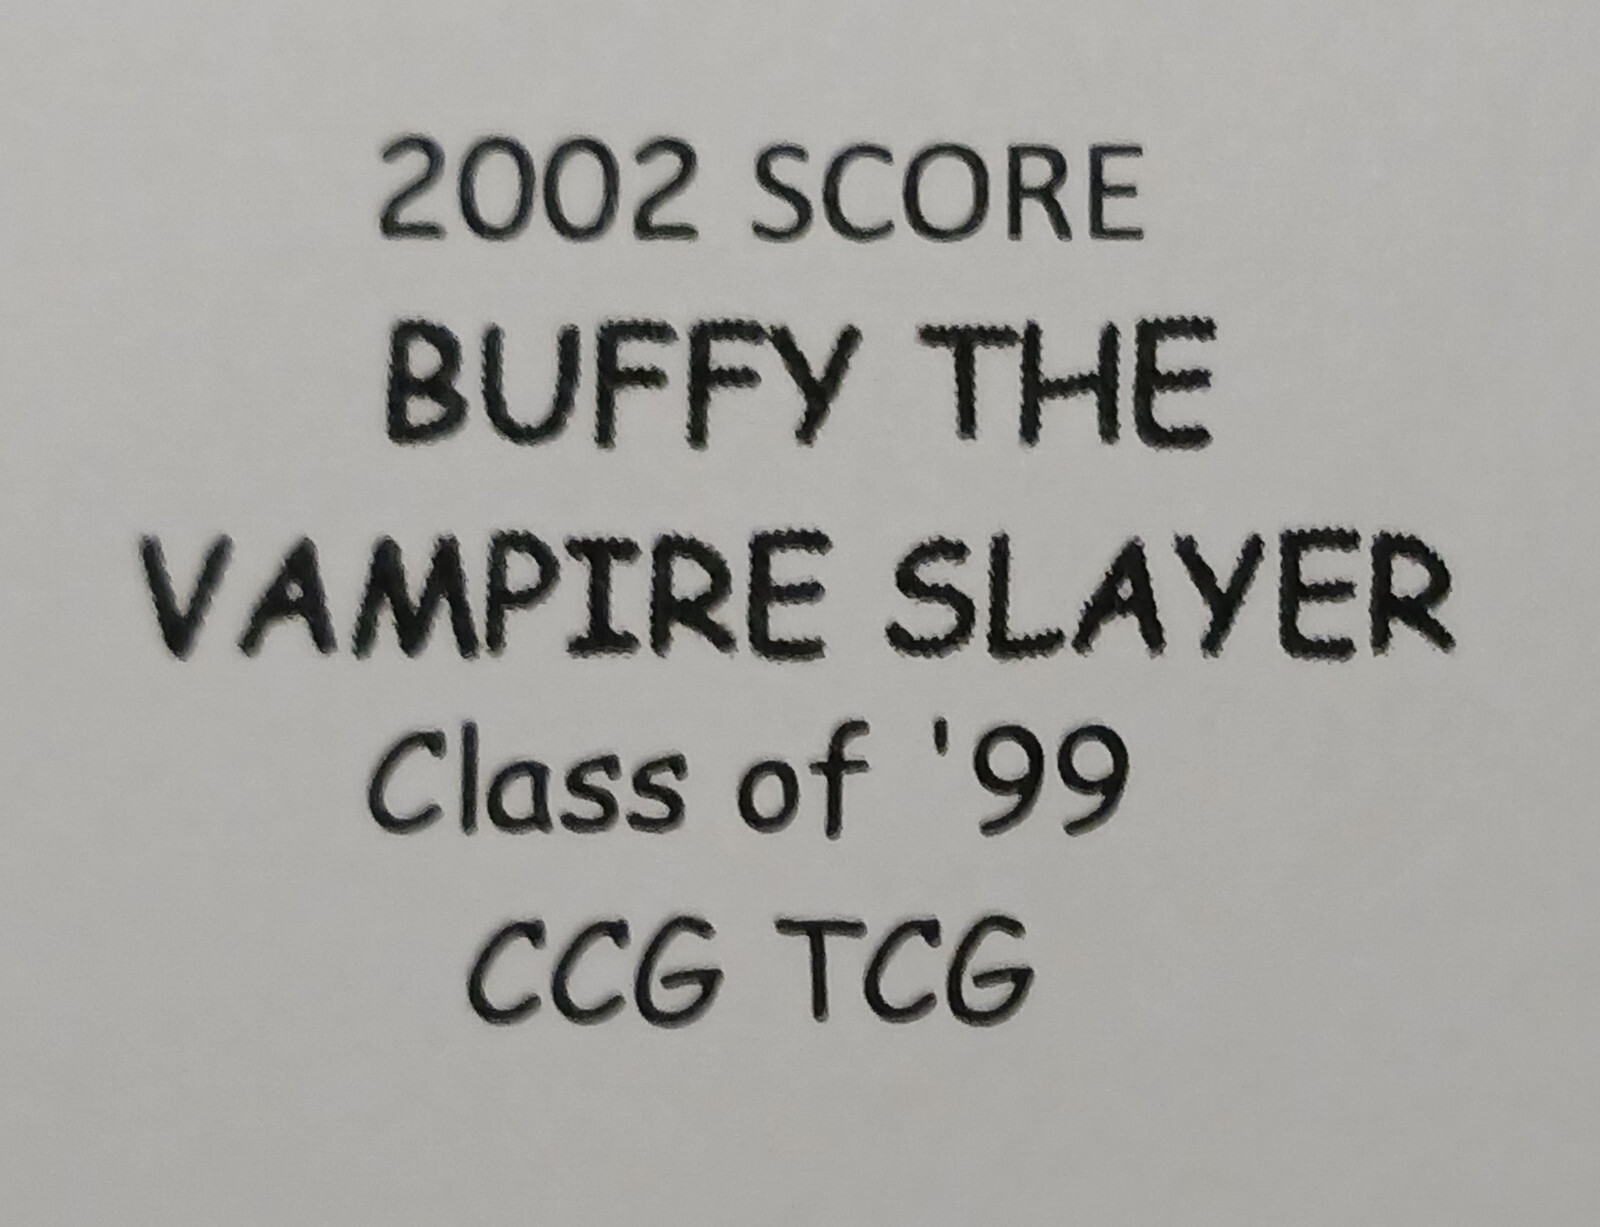 2002 SCORE
BUFFY THE
VAMPIRE SLAYER
Class of '99
CCG TCG